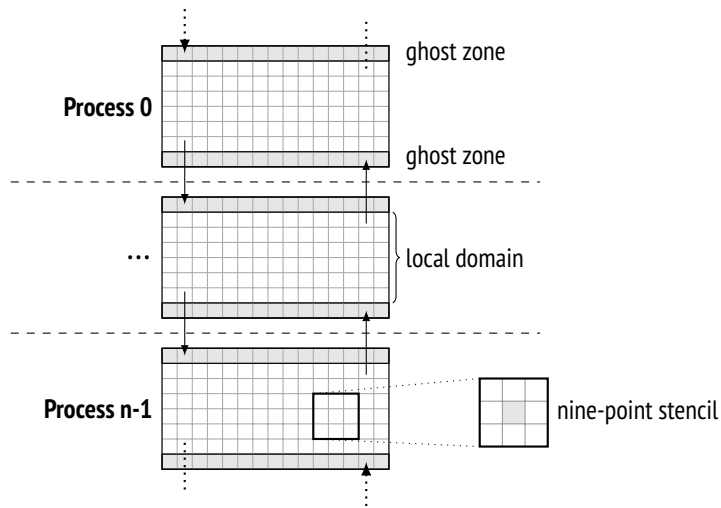 ghost zone
Process 0
ghost zone
...
local domain
Process n-1
nine-point stencil